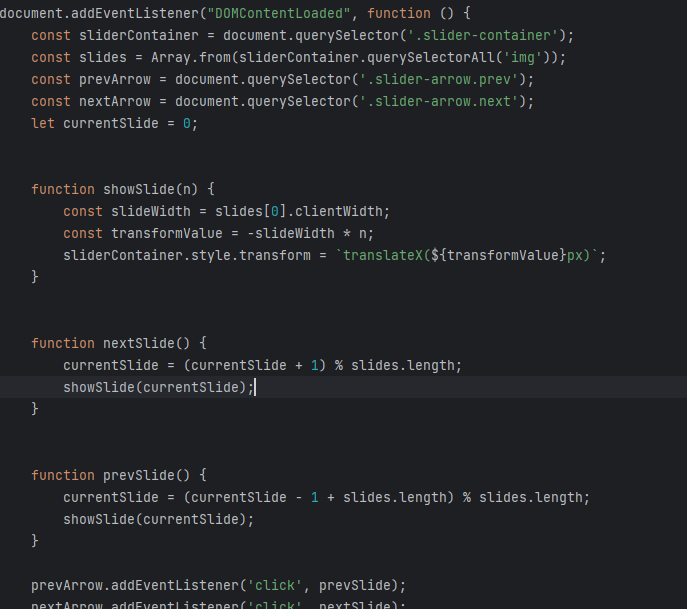 document.addEventListener("DOMContentLoaded", function () {
    const sliderContainer = document.querySelector('.slider-container');
    const slides = Array.from(sliderContainer.querySelectorAll('img'));
    const prevArrow = document.querySelector('.slider-arrow.prev');
    const nextArrow = document.querySelector('.slider-arrow.next');
    let currentSlide = 0;
    function showSlide(n) {
        const slideWidth = slides[0].clientWidth;
        const transformValue = -slideWidth * n;
        sliderContainer.style.transform = `translateX(${transformValue}px)`;
    }
    function nextSlide() {
        currentSlide = (currentSlide + 1) % slides.length;
        showSlide(currentSlide);
    }
    function prevSlide() {
        currentSlide = (currentSlide - 1 + slides.length) % slides.length;
        showSlide(currentSlide);
    }
    prevArrow.addEventListener('click', prevSlide);
    nextArrow.addEventListener('click', nextSlide);